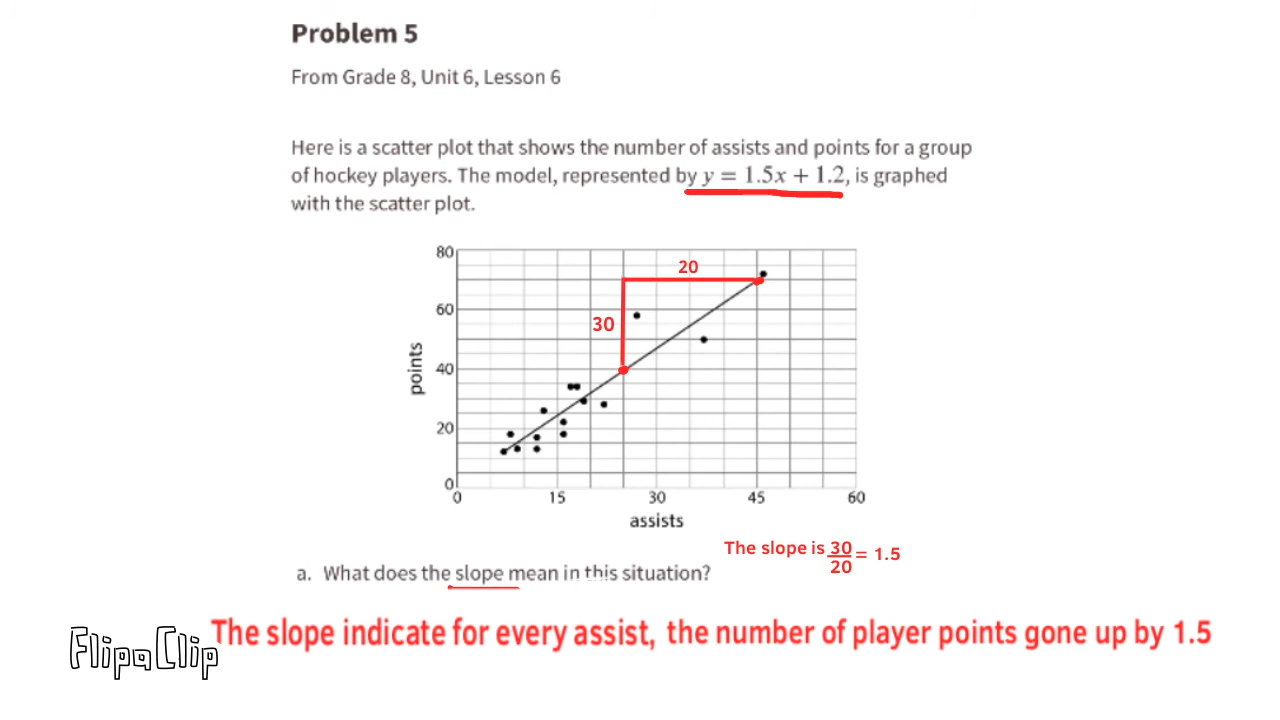 Problem 5
From Grade 8, Unit 6, Lesson 6
Here is a scatter plot that shows the number of assists and points for a group
of hockey players. The model, represented by y = 1.5x + 1.2, is graphed
with the scatter plot.
80
60
40
20
0
points
20
30
0 15 30 45 60
assists
The slope is 30/20 = 1.5
a. What does the slope mean in this situation?
The slope indicate for every assist, the number of player points gone up by 1.5
FlipaClip